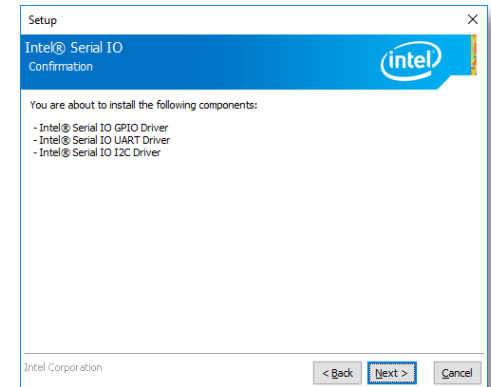 Setup
Intel® Serial IO
Confirmation
intel
You are about to install the following components:
- Intel® Serial IO GPIO Driver
- Intel® Serial IO UART Driver
- Intel® Serial IO I2C Driver
Intel Corporation
< Back Next > Cancel